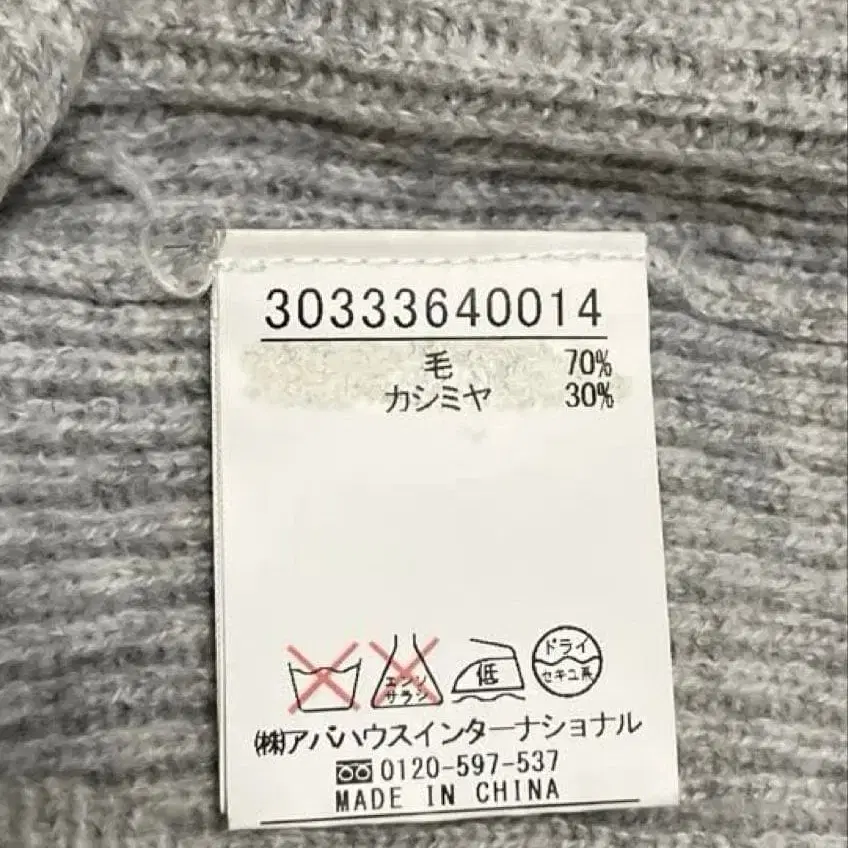 30333640014
毛 70%
カシミヤ 30%
エンソ
サラシ
低
ドライ
セキユ系
(株)アバハウスインターナショナル
0120-597-537
MADE IN CHINA